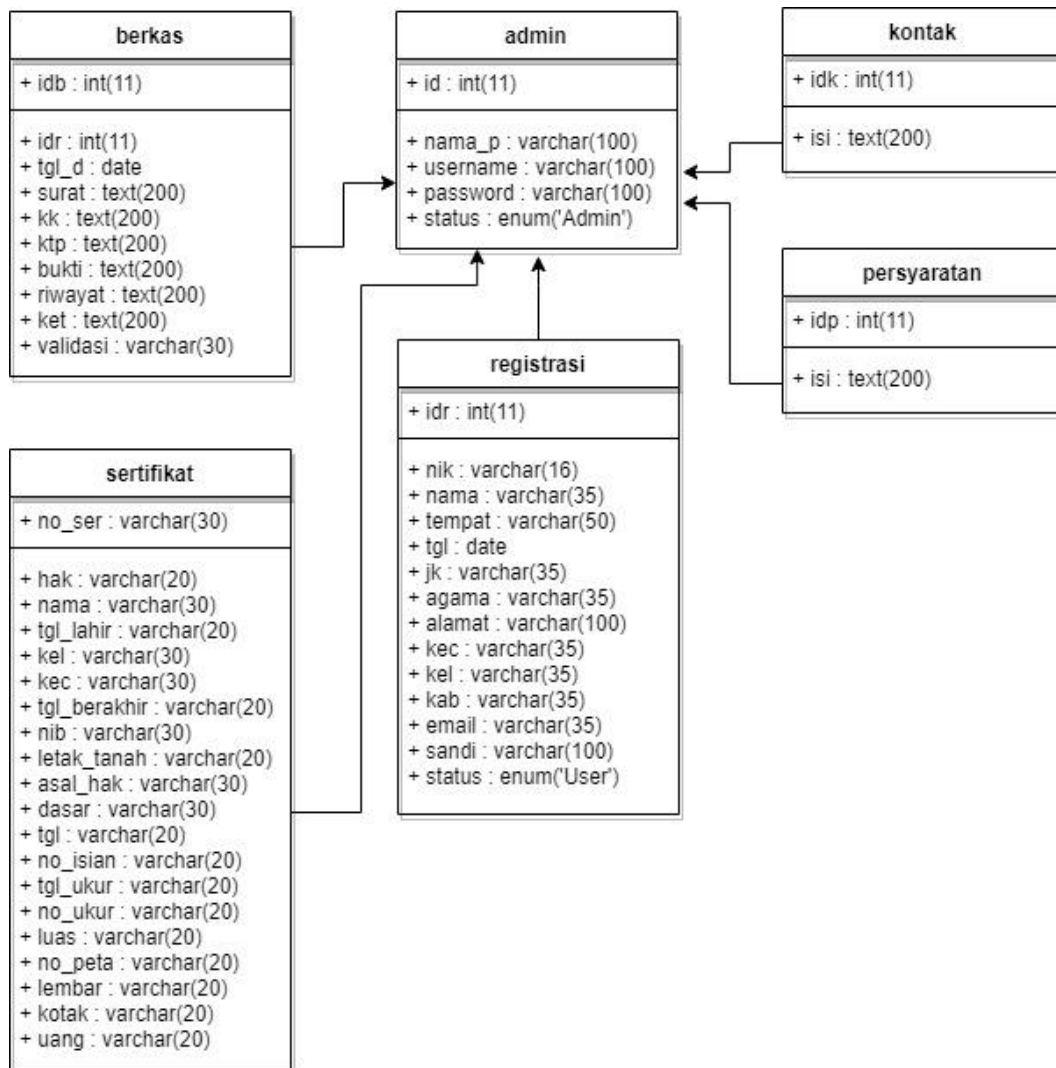 berkas
+ idb : int(11)
+ idr : int(11)
+ tgl_d : date
+ surat : text(200)
+ kk : text(200)
+ ktp : text(200)
+ bukti : text(200)
+ riwayat : text(200)
+ ket : text(200)
+ validasi : varchar(30)
admin
+ id : int(11)
+ nama_p : varchar(100)
+ username : varchar(100)
+ password : varchar(100)
+ status : enum('Admin')
kontak
+ idk : int(11)
+ isi : text(200)
persyaratan
+ idp : int(11)
+ isi : text(200)
registrasi
+ idr : int(11)
+ nik : varchar(16)
+ nama : varchar(35)
+ tempat : varchar(50)
+ tgl : date
+ jk : varchar(35)
+ agama : varchar(35)
+ alamat : varchar(100)
+ kec : varchar(35)
+ kel : varchar(35)
+ kab : varchar(35)
+ email : varchar(35)
+ sandi : varchar(100)
+ status : enum('User')
sertifikat
+ no_ser : varchar(30)
+ hak : varchar(20)
+ nama : varchar(30)
+ tgl_lahir : varchar(20)
+ kel : varchar(30)
+ kec : varchar(30)
+ tgl_berakhir : varchar(20)
+ nib : varchar(30)
+ letak_tanah : varchar(20)
+ asal_hak : varchar(30)
+ dasar : varchar(30)
+ tgl : varchar(20)
+ no_isian : varchar(20)
+ tgl_ukur : varchar(20)
+ no_ukur : varchar(20)
+ luas : varchar(20)
+ no_peta : varchar(20)
+ lembar : varchar(20)
+ kotak : varchar(20)
+ uang : varchar(20)